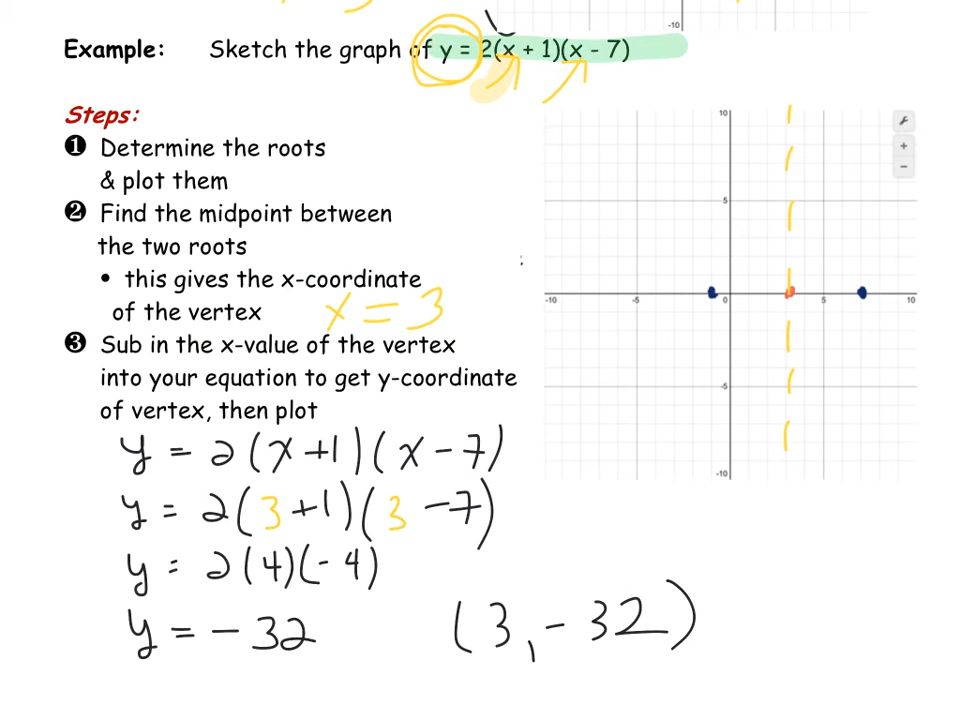 -10
Example: Sketch the graph of y = 2(x + 1)(x - 7)
Steps:
❶ Determine the roots
& plot them
❷ Find the midpoint between
the two roots
• this gives the x-coordinate
of the vertex x = 3
❸ Sub in the x-value of the vertex
into your equation to get y-coordinate
of vertex, then plot
y = 2(x+1)(x-7)
y = 2(3+1)(3-7)
y = 2(4)(-4)
y = -32 (3, -32)
10
5
-10 -5 0 5 10
-5
-10